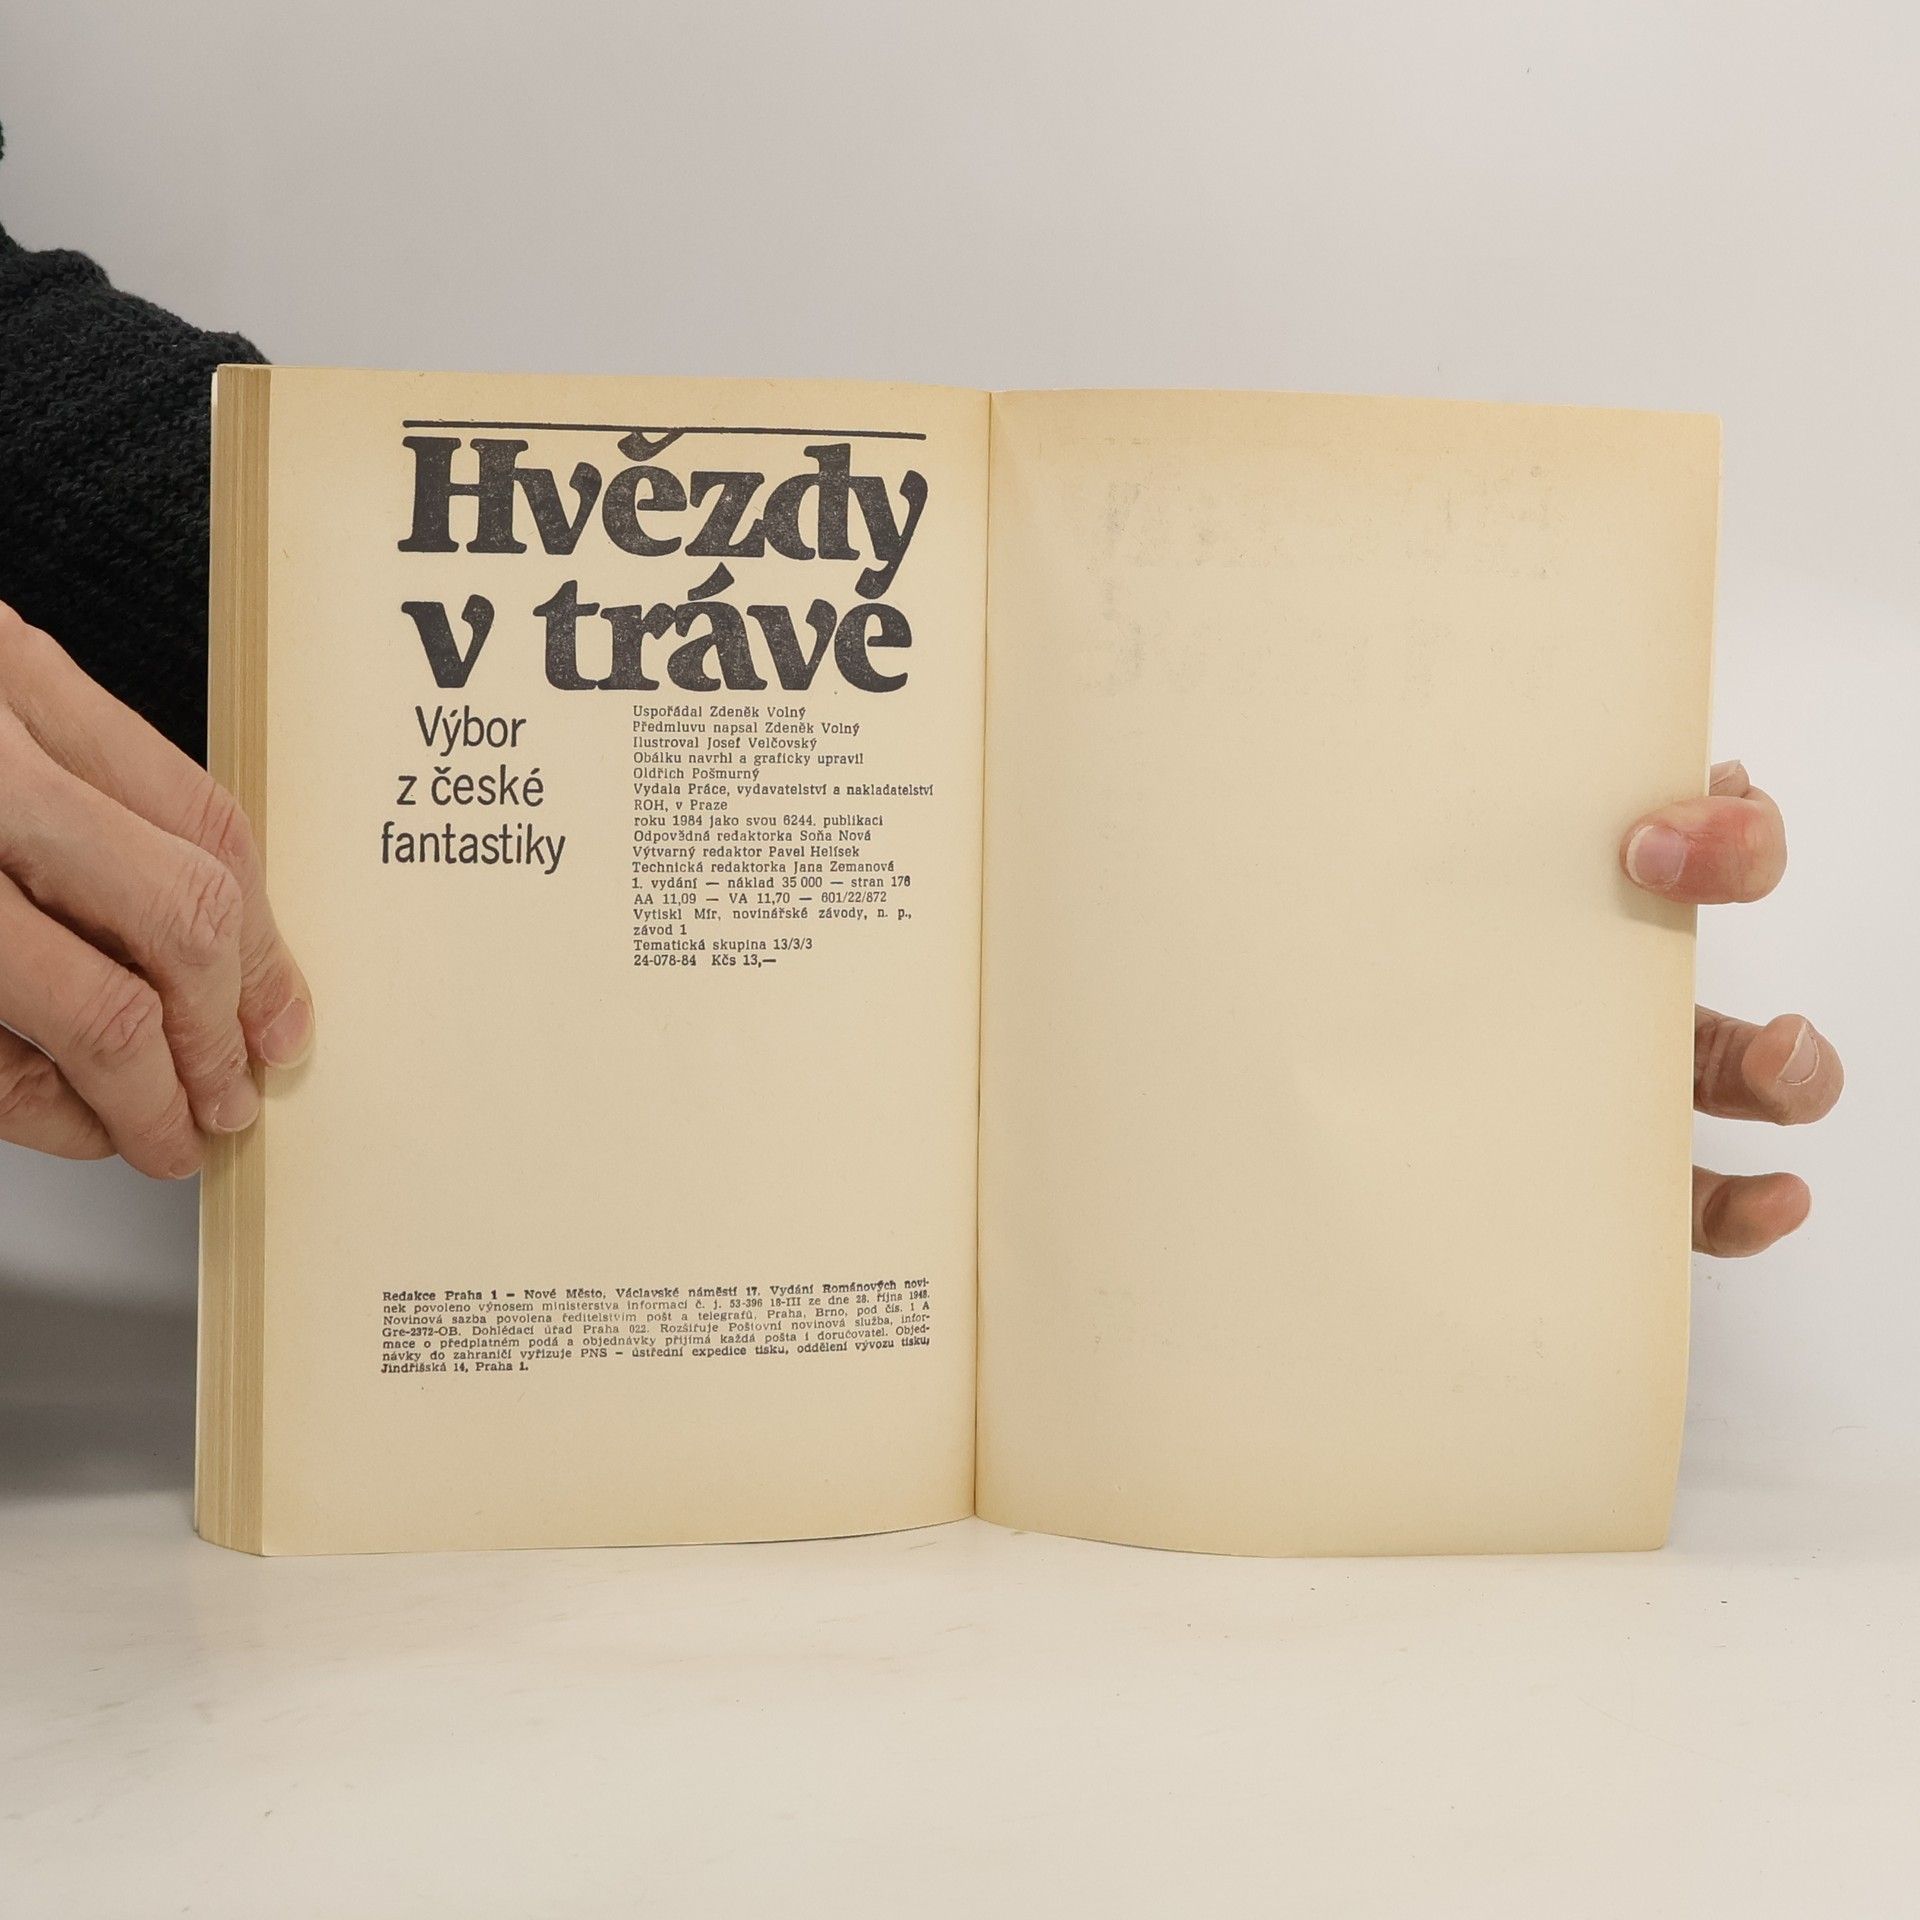 Hvězdy
v trávě
Výbor
z české
fantastiky
Uspořádal Zdeněk Volný
Předmluvu napsal Zdeněk Volný
Ilustroval Josef Velčovský
Obálku navrhl a graficky upravil
Oldřich Pošmurný
Vydala Práce, vydavatelství a nakladatelství
ROH, v Praze
roku 1984 jako svou 6244. publikaci
Odpovědná redaktorka Soňa Nová
Výtvarný redaktor Pavel Helísek
Technická redaktorka Jana Zemanová
1. vydání — náklad 35 000 — stran 176
AA 11,09 — VA 11,70 — 601/22/872
Vytiskl Mír, novinářské závody, n. p.,
závod 1
Tematická skupina 13/3/3
24-078-84 Kčs 13,—
Redakce Praha 1 – Nové Město, Václavské náměstí 17. Vydání Románových novi-
nek povoleno výnosem ministerstva informací č. j. 53-396 18-III ze dne 28. října 1948.
Novinová sazba povolena ředitelstvím pošt a telegrafů, Praha, Brno, pod čís. 1 A
Gre-2372-OB. Dohlédací úřad Praha 022. Rozšiřuje Poštovní novinová služba, infor-
mace o předplatném podá a objednávky přijímá každá pošta i doručovatel. Objed-
návky do zahraničí vyřizuje PNS – ústřední expedice tisku, oddělení vývozu tisku,
Jindřišská 14, Praha 1.